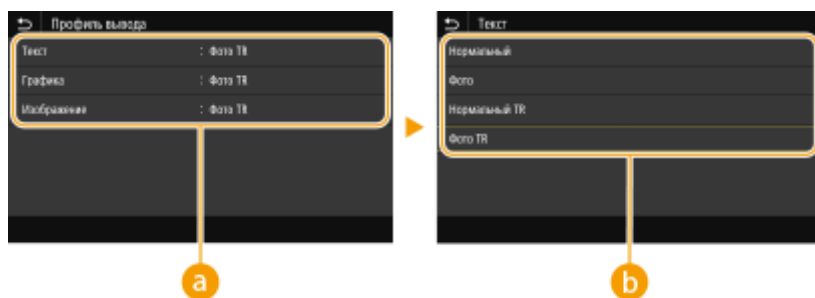 Профиль вывода
Текст : Фото TR
Графика : Фото TR
Изображение : Фото TR
a
Текст
Нормальный
Фото
Нормальный TR
Фото TR
b